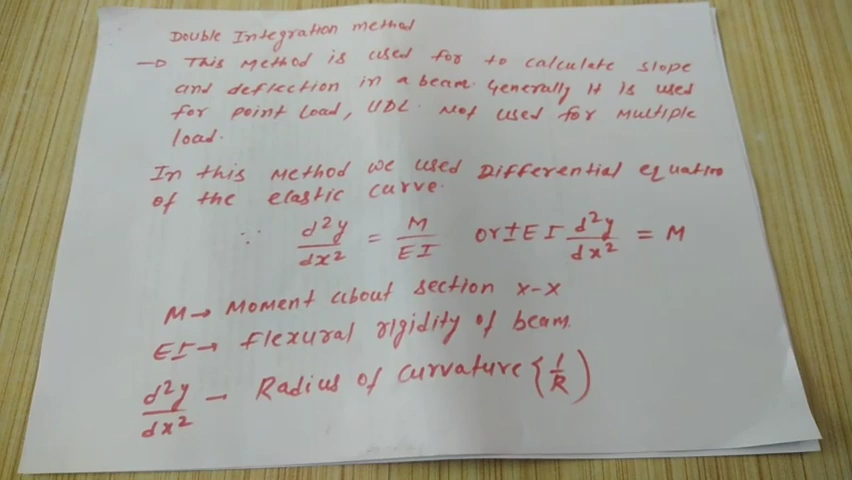 Double Integration method
→ This Method is used for to calculate slope
and deflection in a beam. Generally it is used
for point Load, UDL. Not used for Multiple
load.
In this Method we used Differential equation
of the elastic curve.
∵ d²y/dx² = M/EI or ± EI d²y/dx² = M
M → Moment about section x-x
EI → Flexural rigidity of beam.
d²y/dx² → Radius of curvature {1/R)